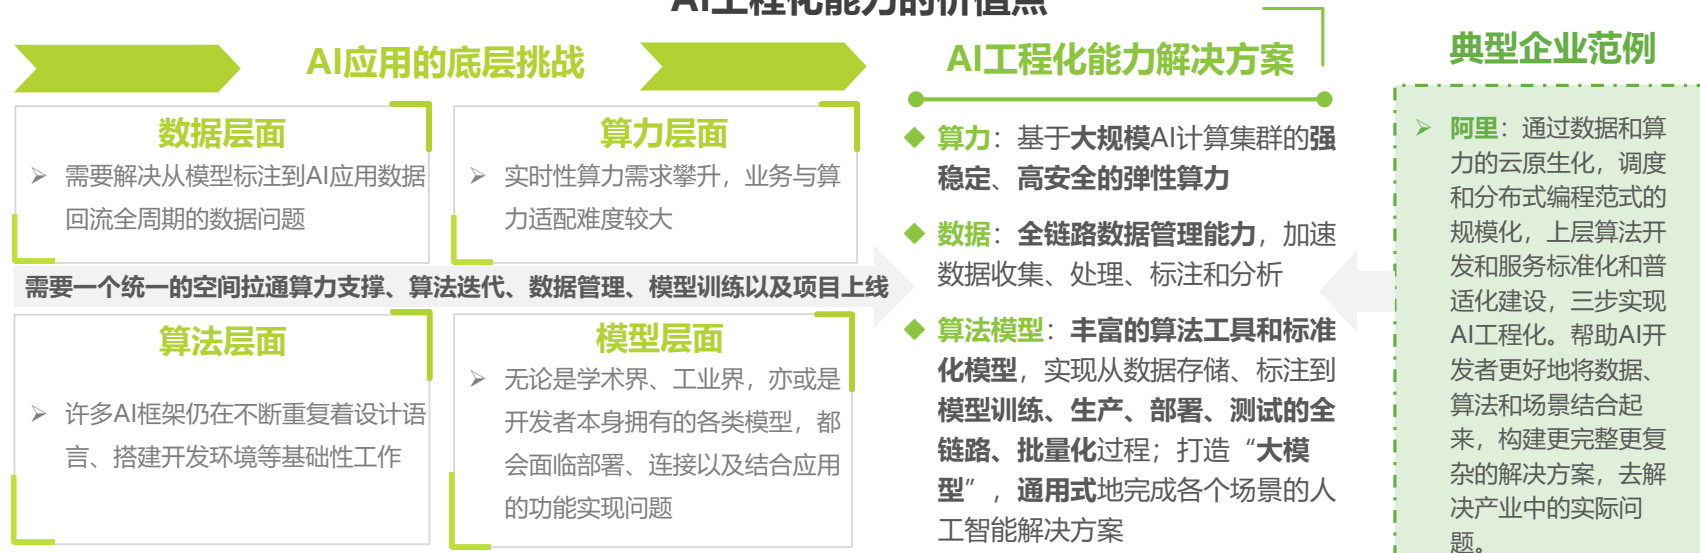 AI工程化能力的价值点
AI应用的底层挑战
数据层面
需要解决从模型标注到AI应用数据
回流全周期的数据问题
算力层面
实时性算力需求攀升，业务与算
力适配难度较大
需要一个统一的空间拉通算力支撑、算法迭代、数据管理、模型训练以及项目上线
算法层面
许多AI框架仍在不断重复着设计语
言、搭建开发环境等基础性工作
模型层面
无论是学术界、工业界，亦或是
开发者本身拥有的各类模型，都
会面临部署、连接以及结合应用
的功能实现问题
AI工程化能力解决方案
算力：基于大规模AI计算集群的强
稳定、高安全的弹性算力
数据：全链路数据管理能力，加速
数据收集、处理、标注和分析
算法模型：丰富的算法工具和标准
化模型，实现从数据存储、标注到
模型训练、生产、部署、测试的全
链路、批量化过程；打造“大模
型”，通用式地完成各个场景的人
工智能解决方案
典型企业范例
阿里：通过数据和算
力的云原生化，调度
和分布式编程范式的
规模化，上层算法开
发和服务标准化和普
适化建设，三步实现
AI工程化。帮助AI开
发者更好地将数据、
算法和场景结合起
来，构建更完整更复
杂的解决方案，去解
决产业中的实际问
题。